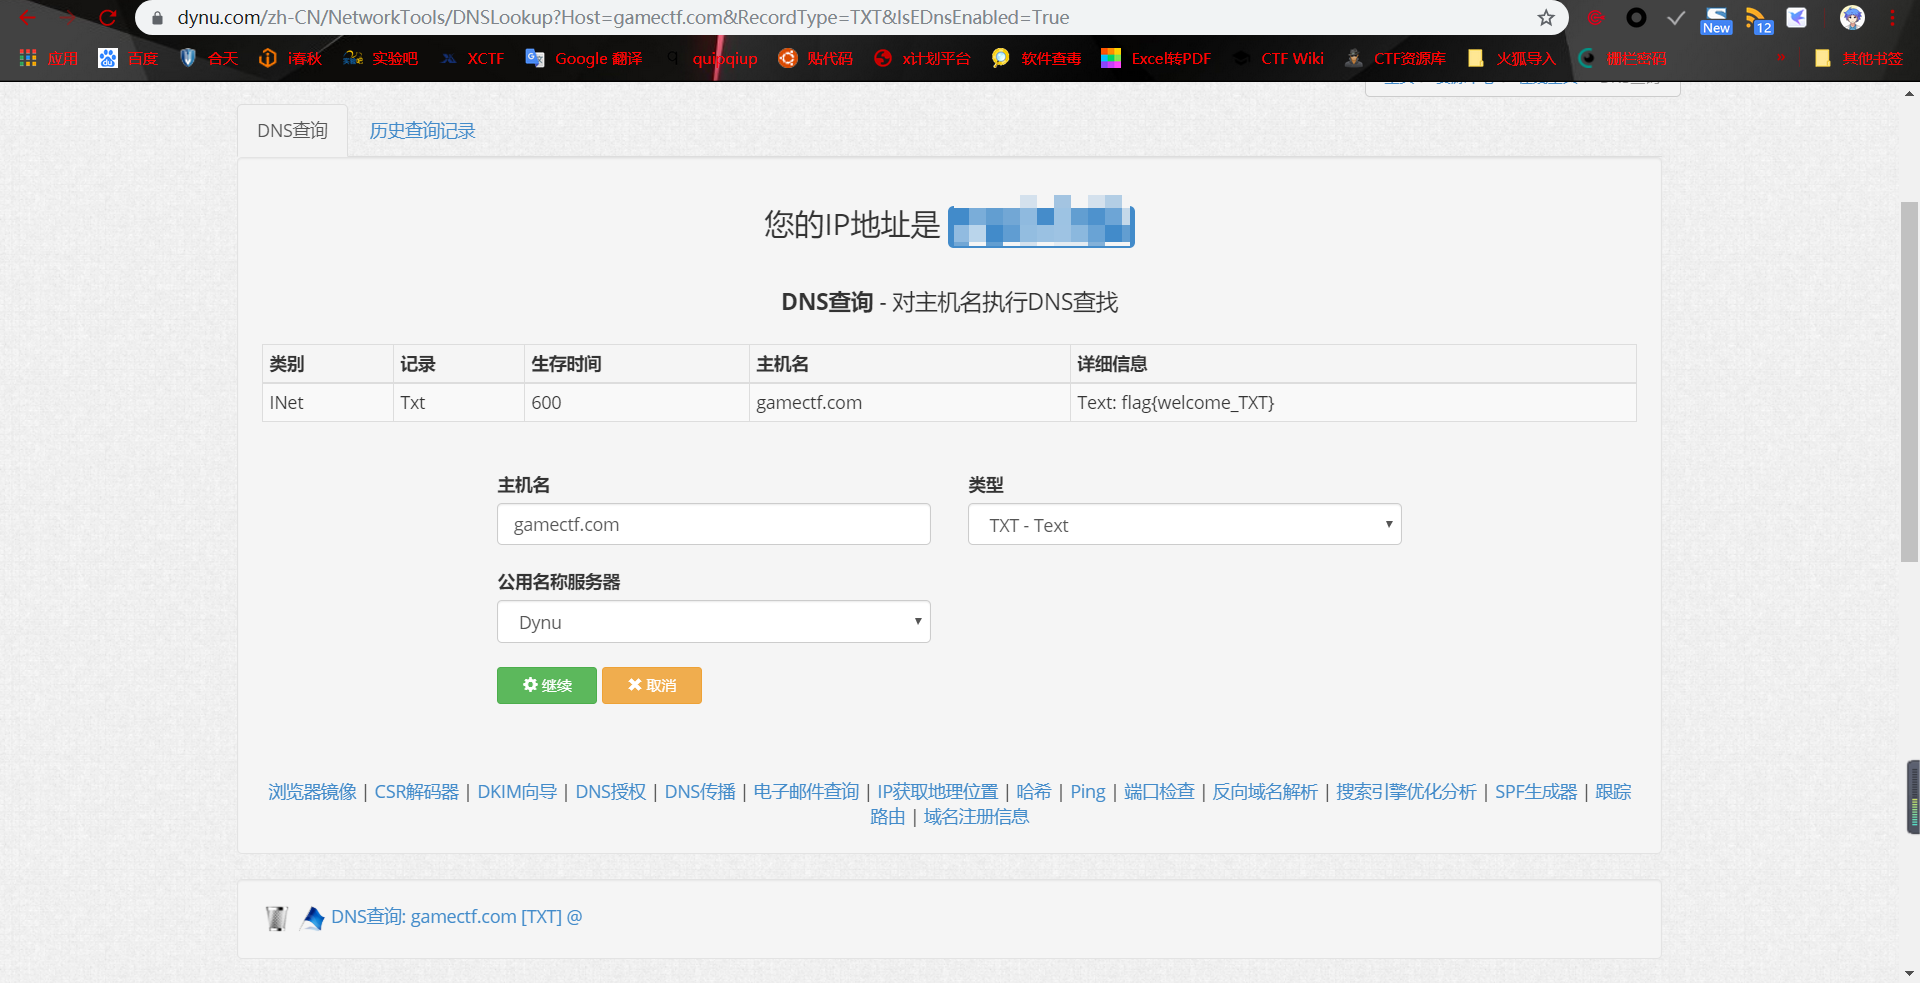 dynu.com/zh-CN/NetworkTools/DNSLookup?Host=gamectf.com&RecordType=TXT&IsEDnsEnabled=True
New
12
应用 百度 合天 i春秋 实验吧 XCTF Google 翻译 quipqiup 贴代码 xi计划平台 软件查毒 Excel转PDF CTF Wiki CTF资源库 火狐导入 栅栏密码 » 其他书签
DNS查询 历史查询记录
您的IP地址是
DNS查询 - 对主机名执行DNS查找
类别 记录 生存时间 主机名 详细信息
INet Txt 600 gamectf.com Text: flag{welcome_TXT}
主机名 类型
gamectf.com TXT - Text
公用名称服务器
Dynu
继续 取消
浏览器镜像 | CSR解码器 | DKIM向导 | DNS授权 | DNS传播 | 电子邮件查询 | IP获取地理位置 | 哈希 | Ping | 端口检查 | 反向域名解析 | 搜索引擎优化分析 | SPF生成器 | 跟踪
路由 | 域名注册信息
DNS查询: gamectf.com [TXT] @